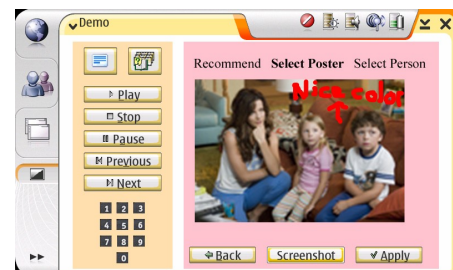 Demo
Recommend Select Poster Select Person
Nice color
Play
Stop
Pause
Previous
Next
1 2 3
4 5 6
7 8 9
0
Back Screenshot Apply